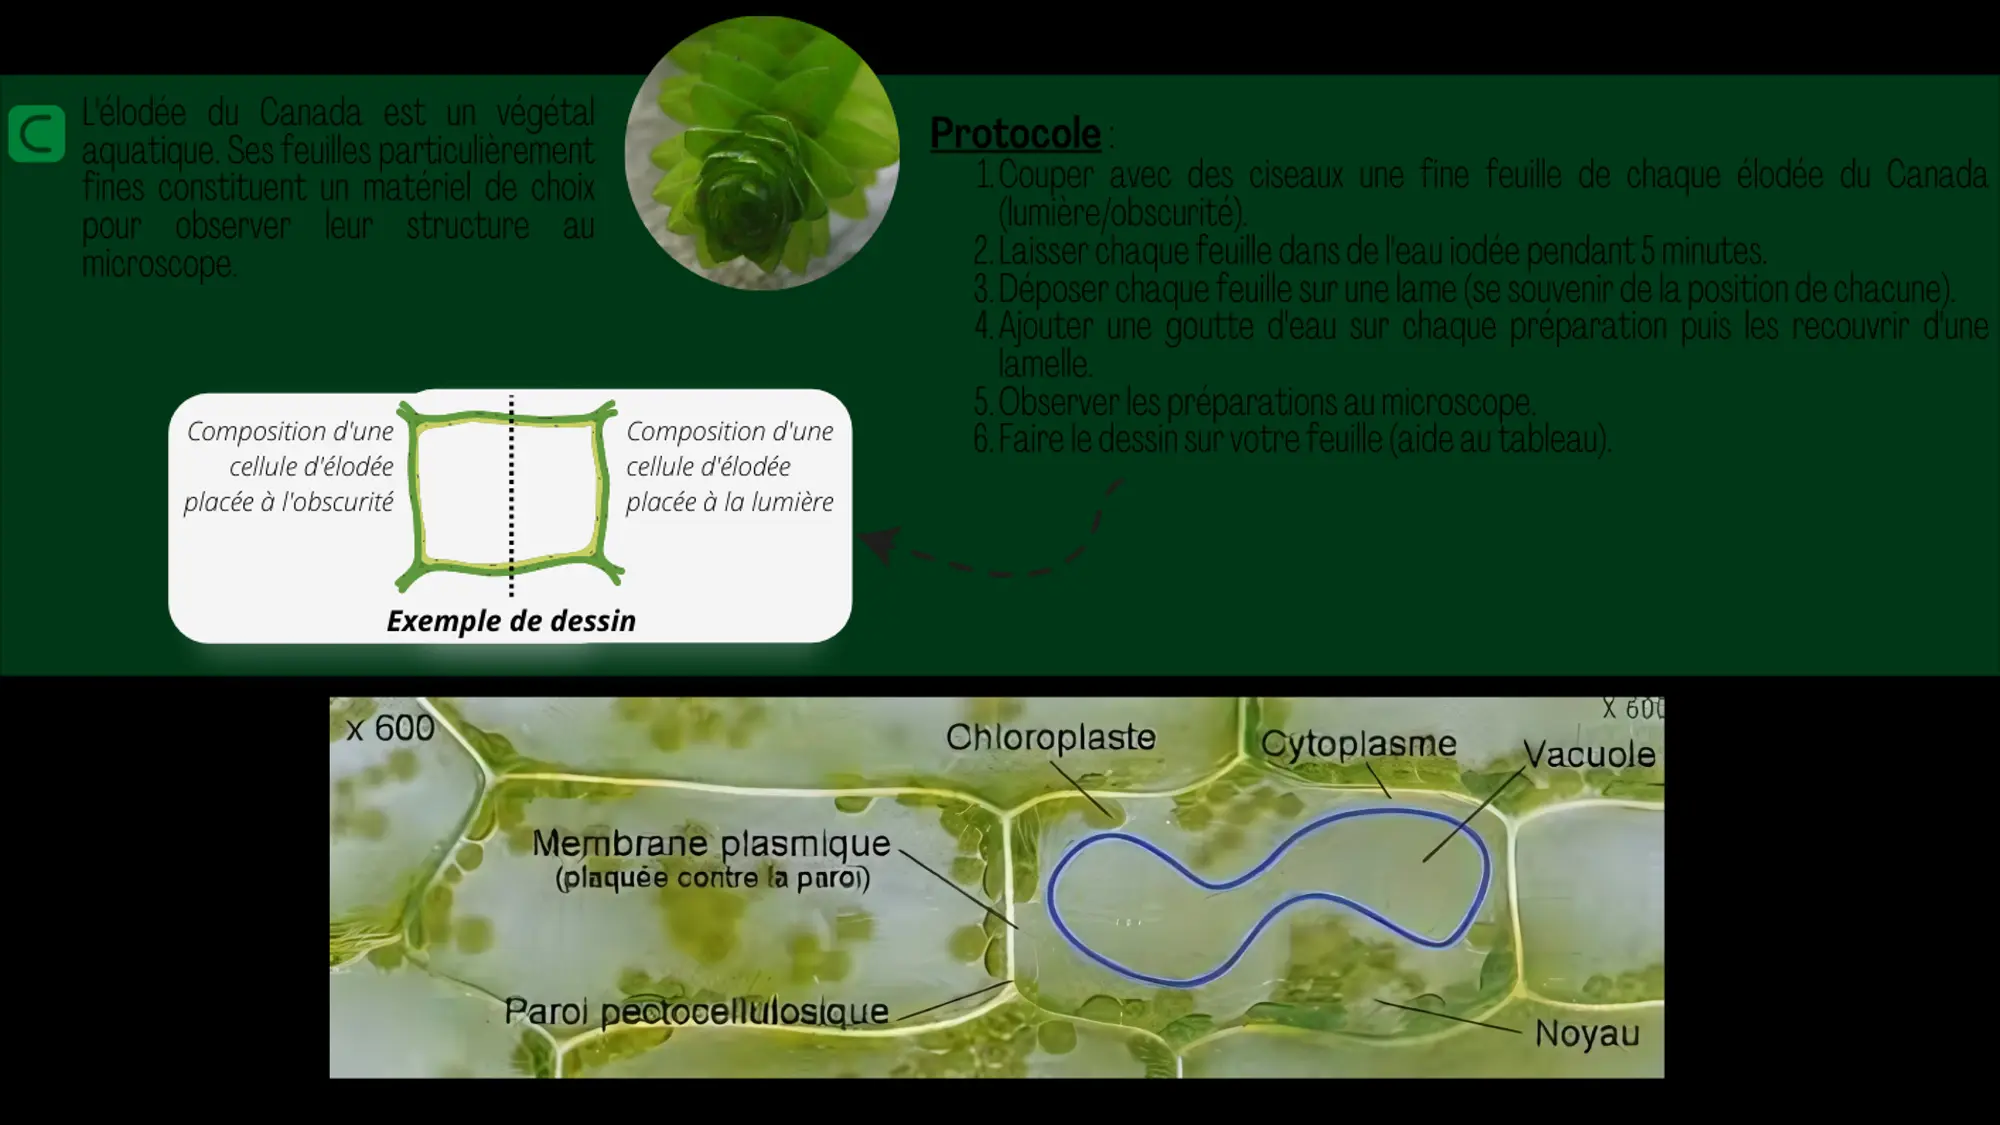 C
L'élodée du Canada est un végétal
aquatique. Ses feuilles particulièrement
fines constituent un matériel de choix
pour observer leur structure au
microscope.
Protocole :
1. Couper avec des ciseaux une fine feuille de chaque élodée du Canada
(lumière/obscurité).
2. Laisser chaque feuille dans de l'eau iodée pendant 5 minutes.
3. Déposer chaque feuille sur une lame (se souvenir de la position de chacune).
4. Ajouter une goutte d'eau sur chaque préparation puis les recouvrir d'une
lamelle.
5. Observer les préparations au microscope.
6. Faire le dessin sur votre feuille (aide au tableau).
Composition d'une
cellule d'élodée
placée à l'obscurité
Composition d'une
cellule d'élodée
placée à la lumière
Exemple de dessin
x 600
X 600
Chloroplaste
Cytoplasme
Vacuole
Membrane plasmique
(plaquée contre la paroi)
Paroi pectocellulosique
Noyau